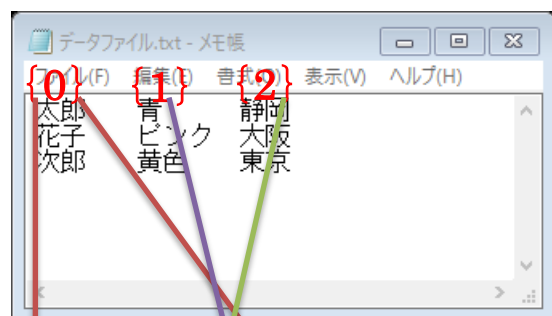 データファイル.txt - メモ帳
ファイル(F) 編集(E) 書式(O) 表示(V) ヘルプ(H)
{0} {1} {2}
太郎 青 静岡
花子 ピンク 大阪
次郎 黄色 東京